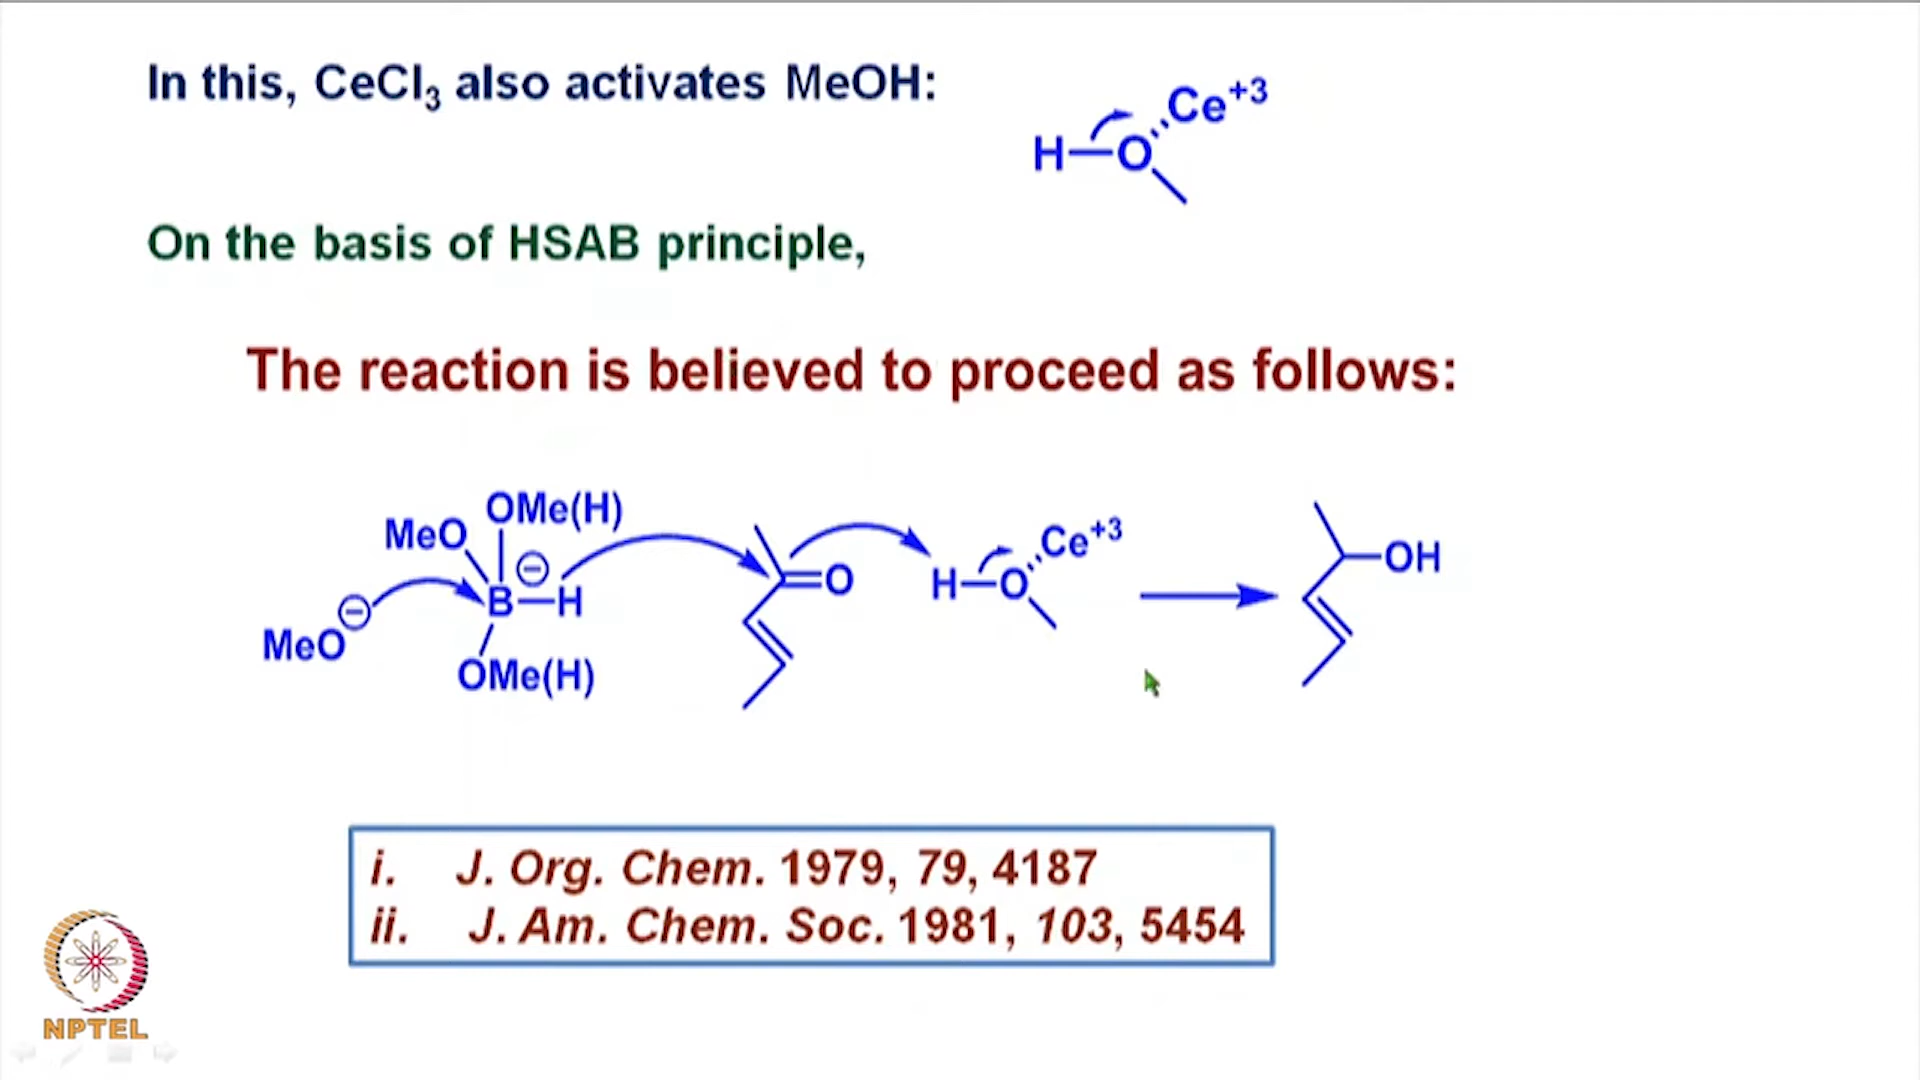 In this, CeCl₃ also activates MeOH:
H—O Ce⁺³
On the basis of HSAB principle,
The reaction is believed to proceed as follows:
MeO⊖ MeO OMe(H) B⊖—H OMe(H) =O H—O Ce⁺³ —OH
i. J. Org. Chem. 1979, 79, 4187
ii. J. Am. Chem. Soc. 1981, 103, 5454
NPTEL